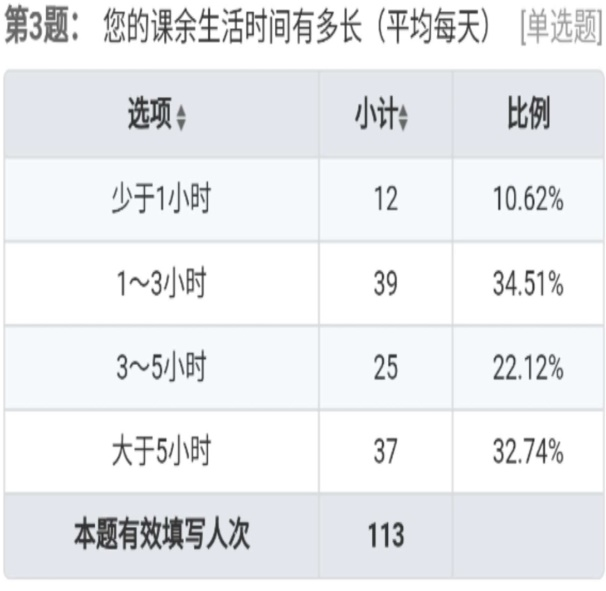 第3题： 您的课余生活时间有多长（平均每天） [单选题]
选项 小计 比例
少于1小时 12 10.62%
1～3小时 39 34.51%
3～5小时 25 22.12%
大于5小时 37 32.74%
本题有效填写人次 113